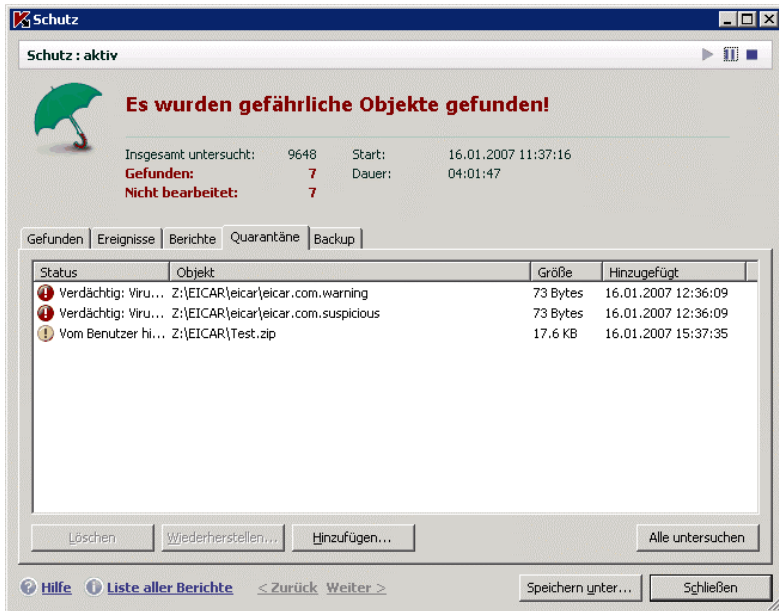 Schutz
Schutz : aktiv
Es wurden gefährliche Objekte gefunden!
Insgesamt untersucht: 9648 Start: 16.01.2007 11:37:16
Gefunden: 7 Dauer: 04:01:47
Nicht bearbeitet: 7
Gefunden Ereignisse Berichte Quarantäne Backup
Status Objekt Größe Hinzugefügt
Verdächtig: Viru... Z:\EICAR\eicar\eicar.com.warning 73 Bytes 16.01.2007 12:36:09
Verdächtig: Viru... Z:\EICAR\eicar\eicar.com.suspicious 73 Bytes 16.01.2007 12:36:09
Vom Benutzer hi... Z:\EICAR\Test.zip 17.6 KB 16.01.2007 15:37:35
Löschen Wiederherstellen... Hinzufügen... Alle untersuchen
Hilfe Liste aller Berichte < Zurück Weiter > Speichern unter... Schließen